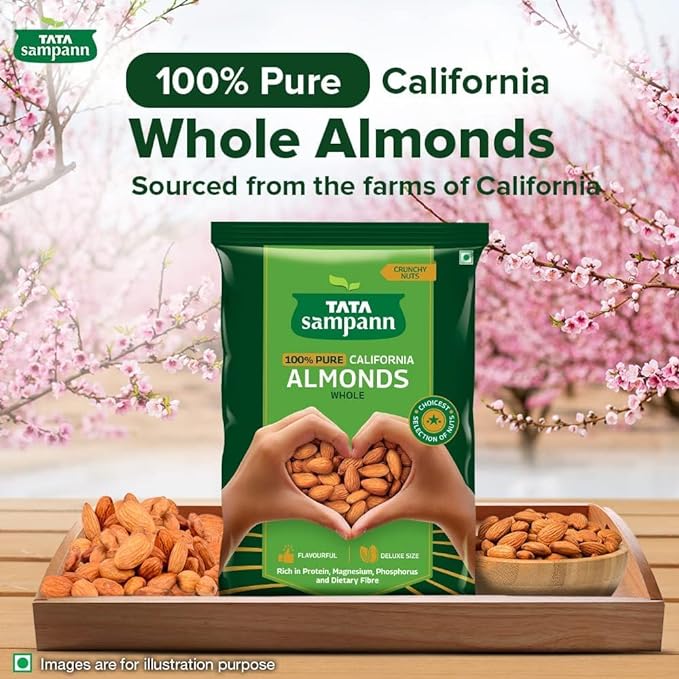 TATA
sampann
100% Pure California
Whole Almonds
Sourced from the farms of California
CRUNCHY
NUTS
TATA
sampann
100% PURE CALIFORNIA
ALMONDS
WHOLE
CHOICEST
SELECTION OF NUTS
FLAVOURFUL
DELUXE SIZE
Rich in Protein, Magnesium, Phosphorus
and Dietary Fibre
Images are for illustration purpose